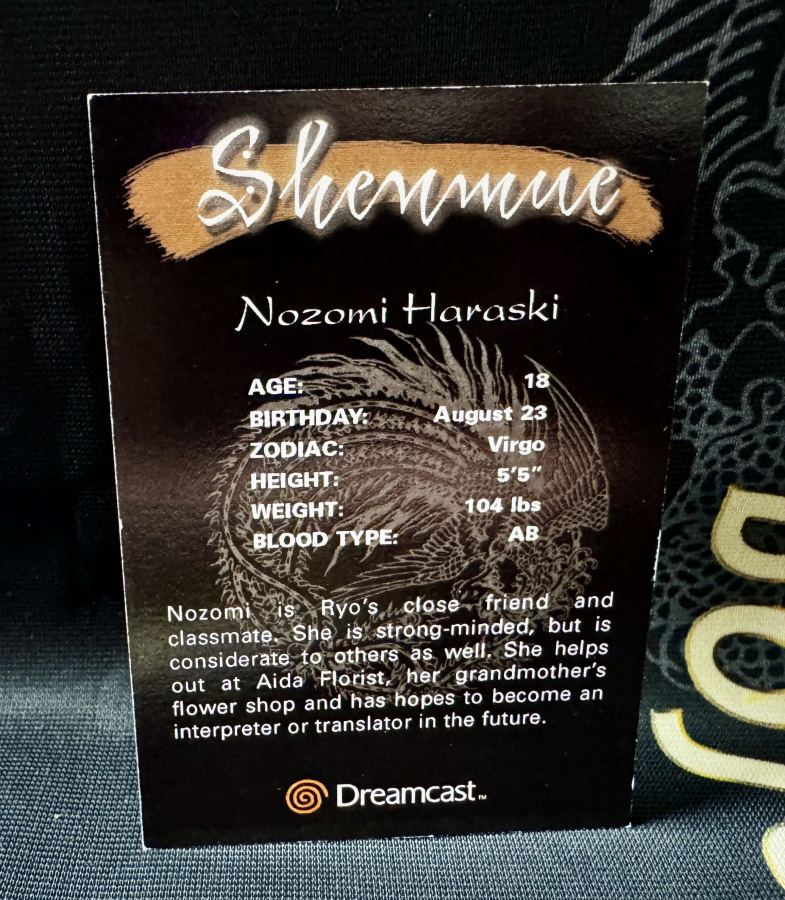 Shenmue
Nozomi Haraski
AGE: 18
BIRTHDAY: August 23
ZODIAC: Virgo
HEIGHT: 5'5"
WEIGHT: 104 lbs
BLOOD TYPE: AB
Nozomi is Ryo's close friend and
classmate. She is strong-minded, but is
considerate to others as well. She helps
out at Aida Florist, her grandmother's
flower shop and has hopes to become an
interpreter or translator in the future.
Dreamcast™